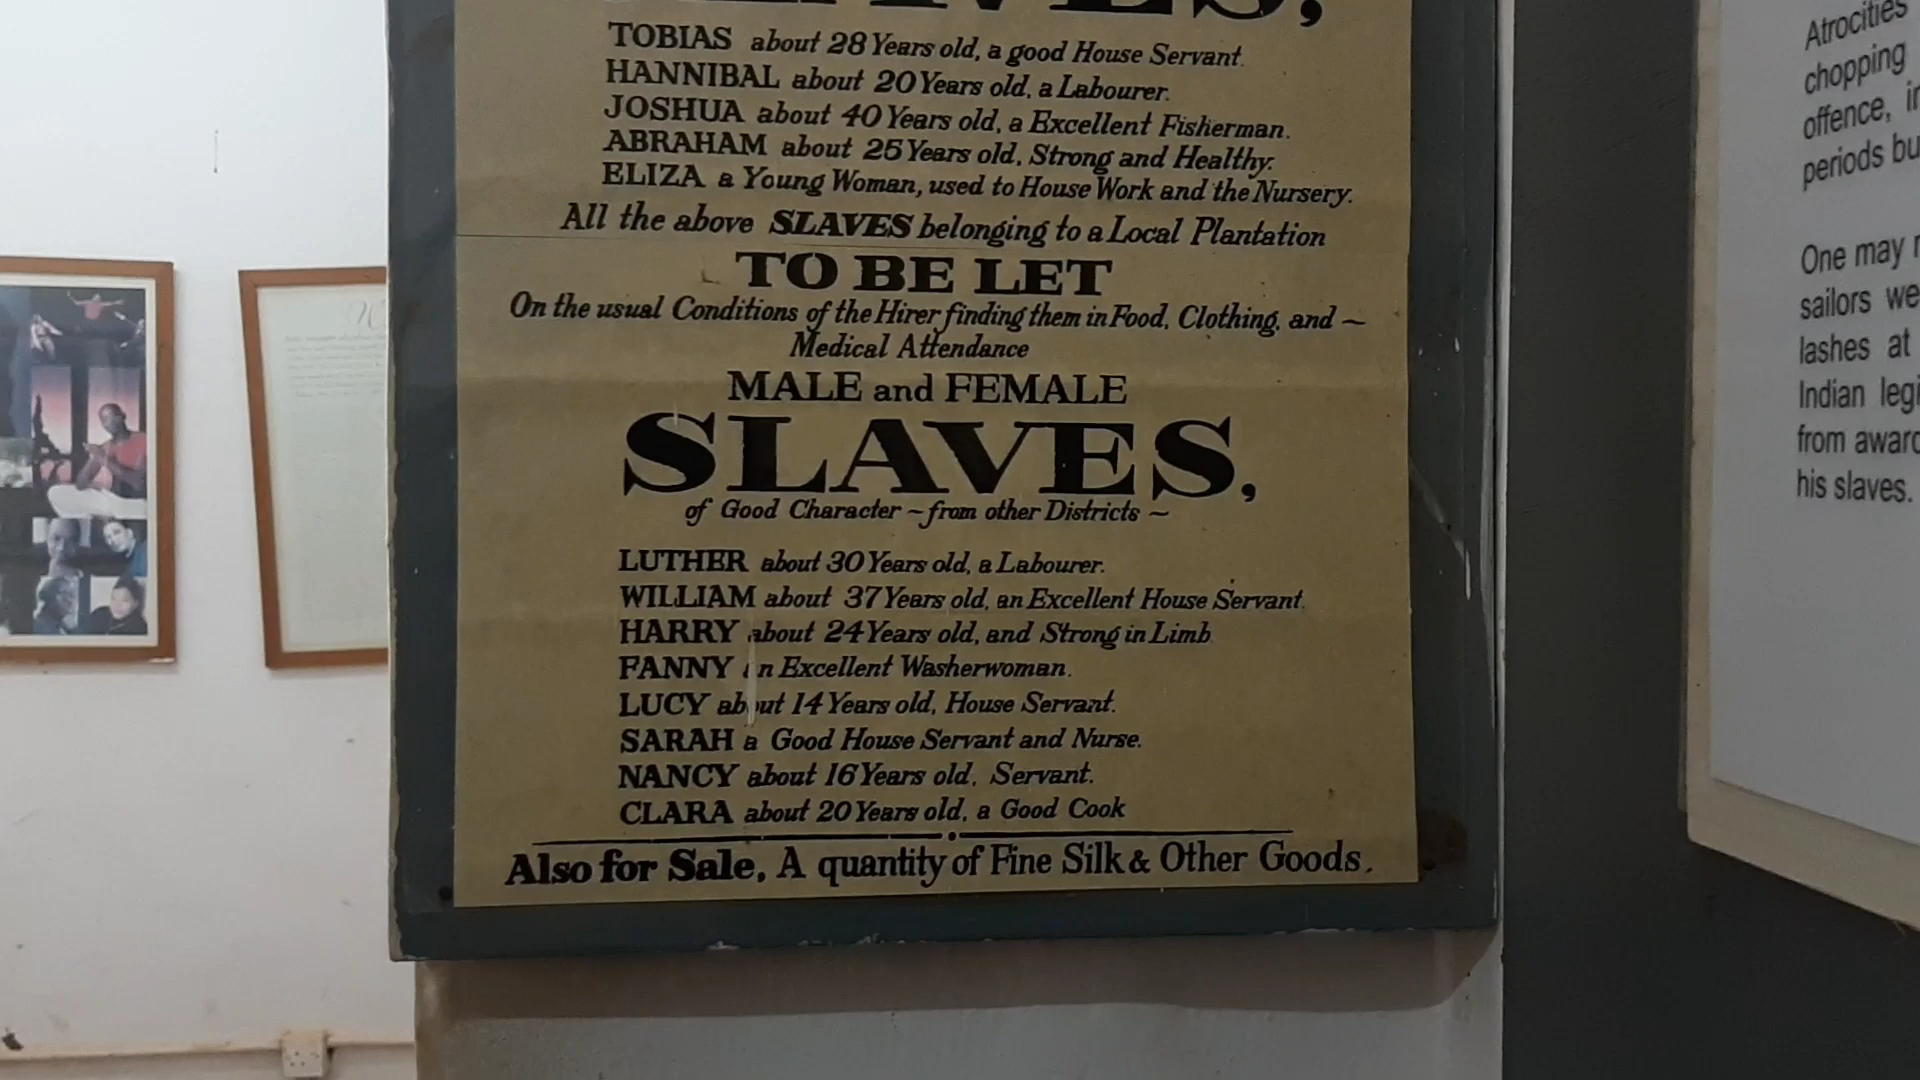 TOBIAS about 28 Years old, a good House Servant.
HANNIBAL about 20 Years old, a Labourer.
JOSHUA about 40 Years old, a Excellent Fisherman.
ABRAHAM about 25 Years old, Strong and Healthy.
ELIZA a Young Woman, used to House Work and the Nursery.
All the above SLAVES belonging to a Local Plantation
TO BE LET
On the usual Conditions of the Hirer finding them in Food, Clothing, and ~
Medical Attendance
MALE and FEMALE
SLAVES,
of Good Character ~ from other Districts ~
LUTHER about 30 Years old, a Labourer.
WILLIAM about 37 Years old, an Excellent House Servant.
HARRY about 24 Years old, and Strong in Limb
FANNY an Excellent Washerwoman.
LUCY about 14 Years old, House Servant.
SARAH a Good House Servant and Nurse.
NANCY about 16 Years old, Servant.
CLARA about 20 Years old, a Good Cook
Also for Sale, A quantity of Fine Silk & Other Goods.
Atrocities
chopping
offence,
periods
One may
sailors
lashes at
Indian
from
his slaves.